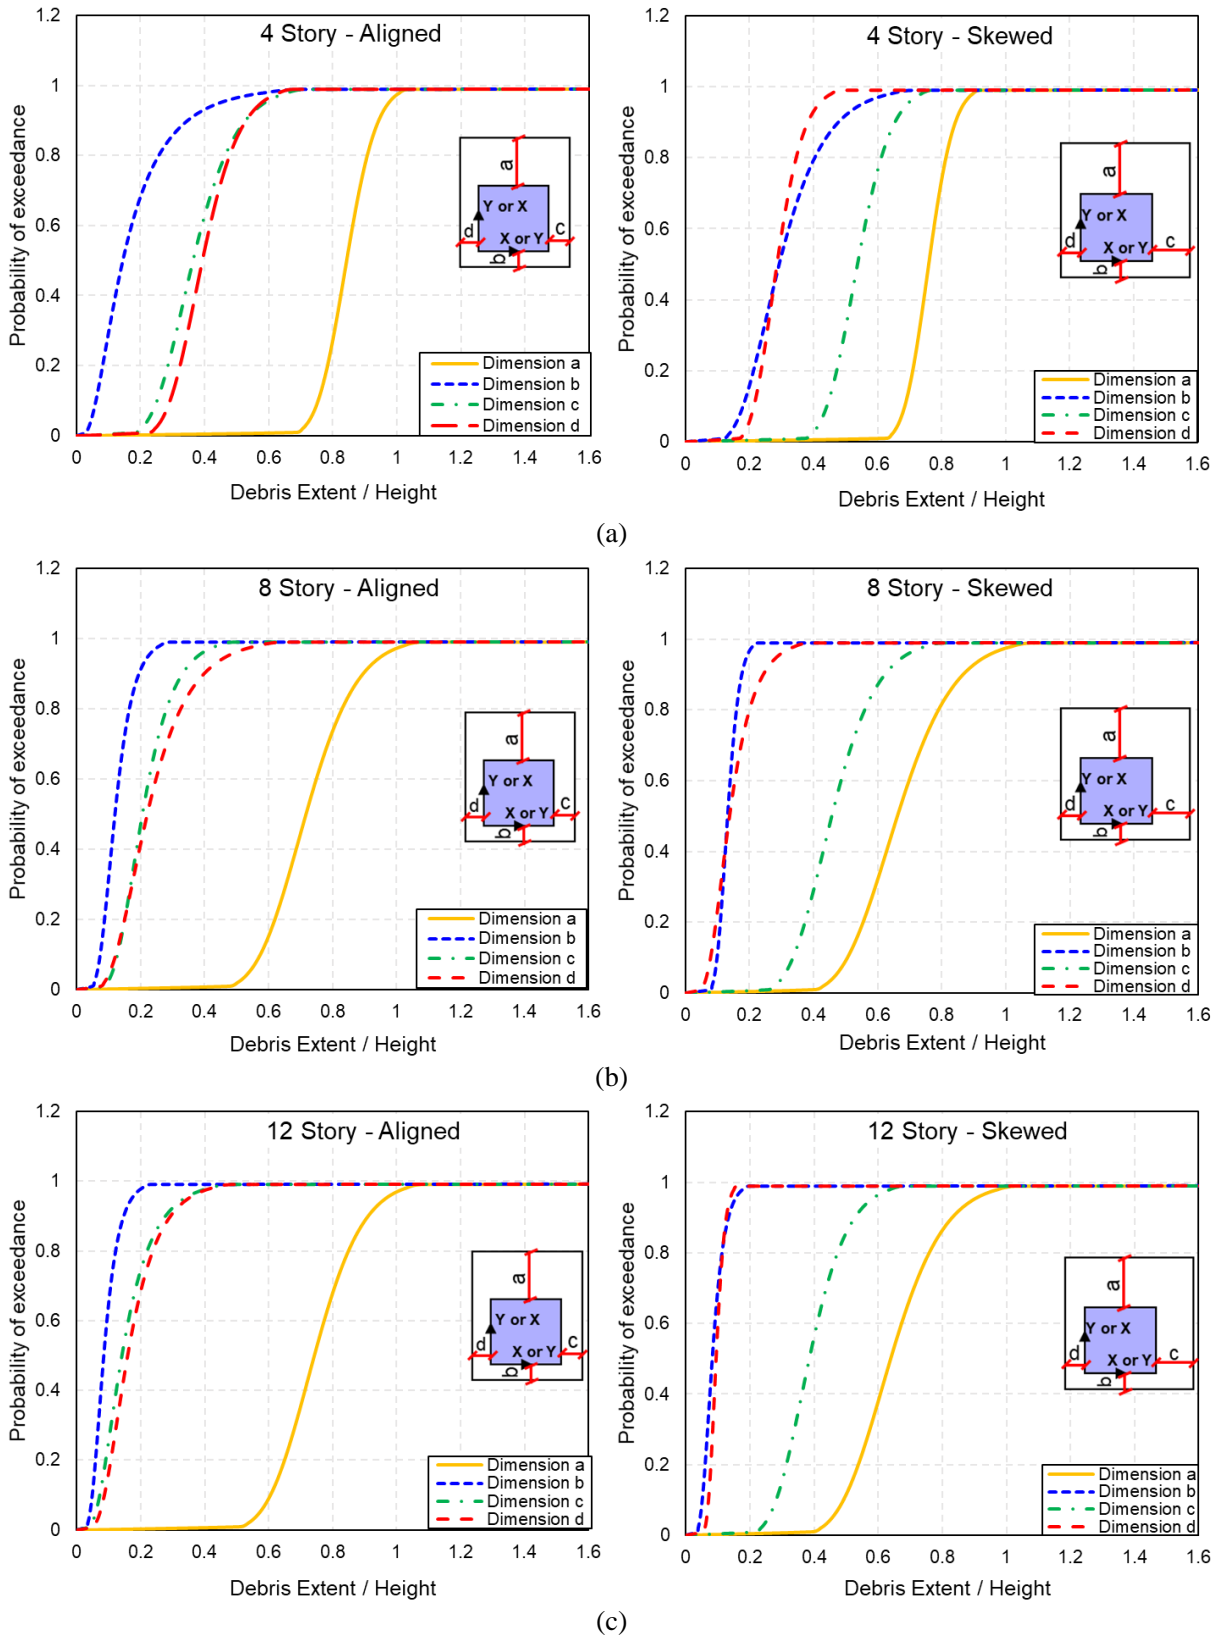 4 Story - Aligned
Probability of exceedance
1.2
1
0.8
0.6
0.4
0.2
0
0 0.2 0.4 0.6 0.8 1 1.2 1.4 1.6
Debris Extent / Height
a
Y or X
d
X or Y
c
b
Dimension a
Dimension b
Dimension c
Dimension d
4 Story - Skewed
Probability of exceedance
1.2
1
0.8
0.6
0.4
0.2
0
0 0.2 0.4 0.6 0.8 1 1.2 1.4 1.6
Debris Extent / Height
a
Y or X
d
X or Y
c
b
Dimension a
Dimension b
Dimension c
Dimension d
(a)
8 Story - Aligned
Probability of exceedance
1.2
1
0.8
0.6
0.4
0.2
0
0 0.2 0.4 0.6 0.8 1 1.2 1.4 1.6
Debris Extent / Height
a
Y or X
d
X or Y
c
b
Dimension a
Dimension b
Dimension c
Dimension d
8 Story - Skewed
Probability of exceedance
1.2
1
0.8
0.6
0.4
0.2
0
0 0.2 0.4 0.6 0.8 1 1.2 1.4 1.6
Debris Extent / Height
a
Y or X
d
X or Y
c
b
Dimension a
Dimension b
Dimension c
Dimension d
(b)
12 Story - Aligned
Probability of exceedance
1.2
1
0.8
0.6
0.4
0.2
0
0 0.2 0.4 0.6 0.8 1 1.2 1.4 1.6
Debris Extent / Height
a
Y or X
d
X or Y
c
b
Dimension a
Dimension b
Dimension c
Dimension d
12 Story - Skewed
Probability of exceedance
1.2
1
0.8
0.6
0.4
0.2
0
0 0.2 0.4 0.6 0.8 1 1.2 1.4 1.6
Debris Extent / Height
a
Y or X
d
X or Y
c
b
Dimension a
Dimension b
Dimension c
Dimension d
(c)